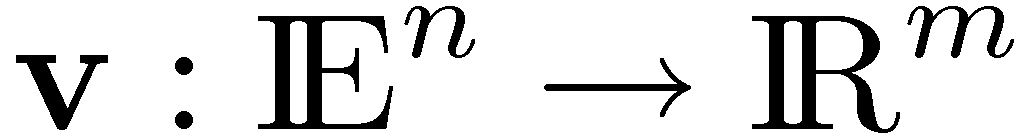 𝐯 : 𝔼ⁿ ⟶ ℝᵐ